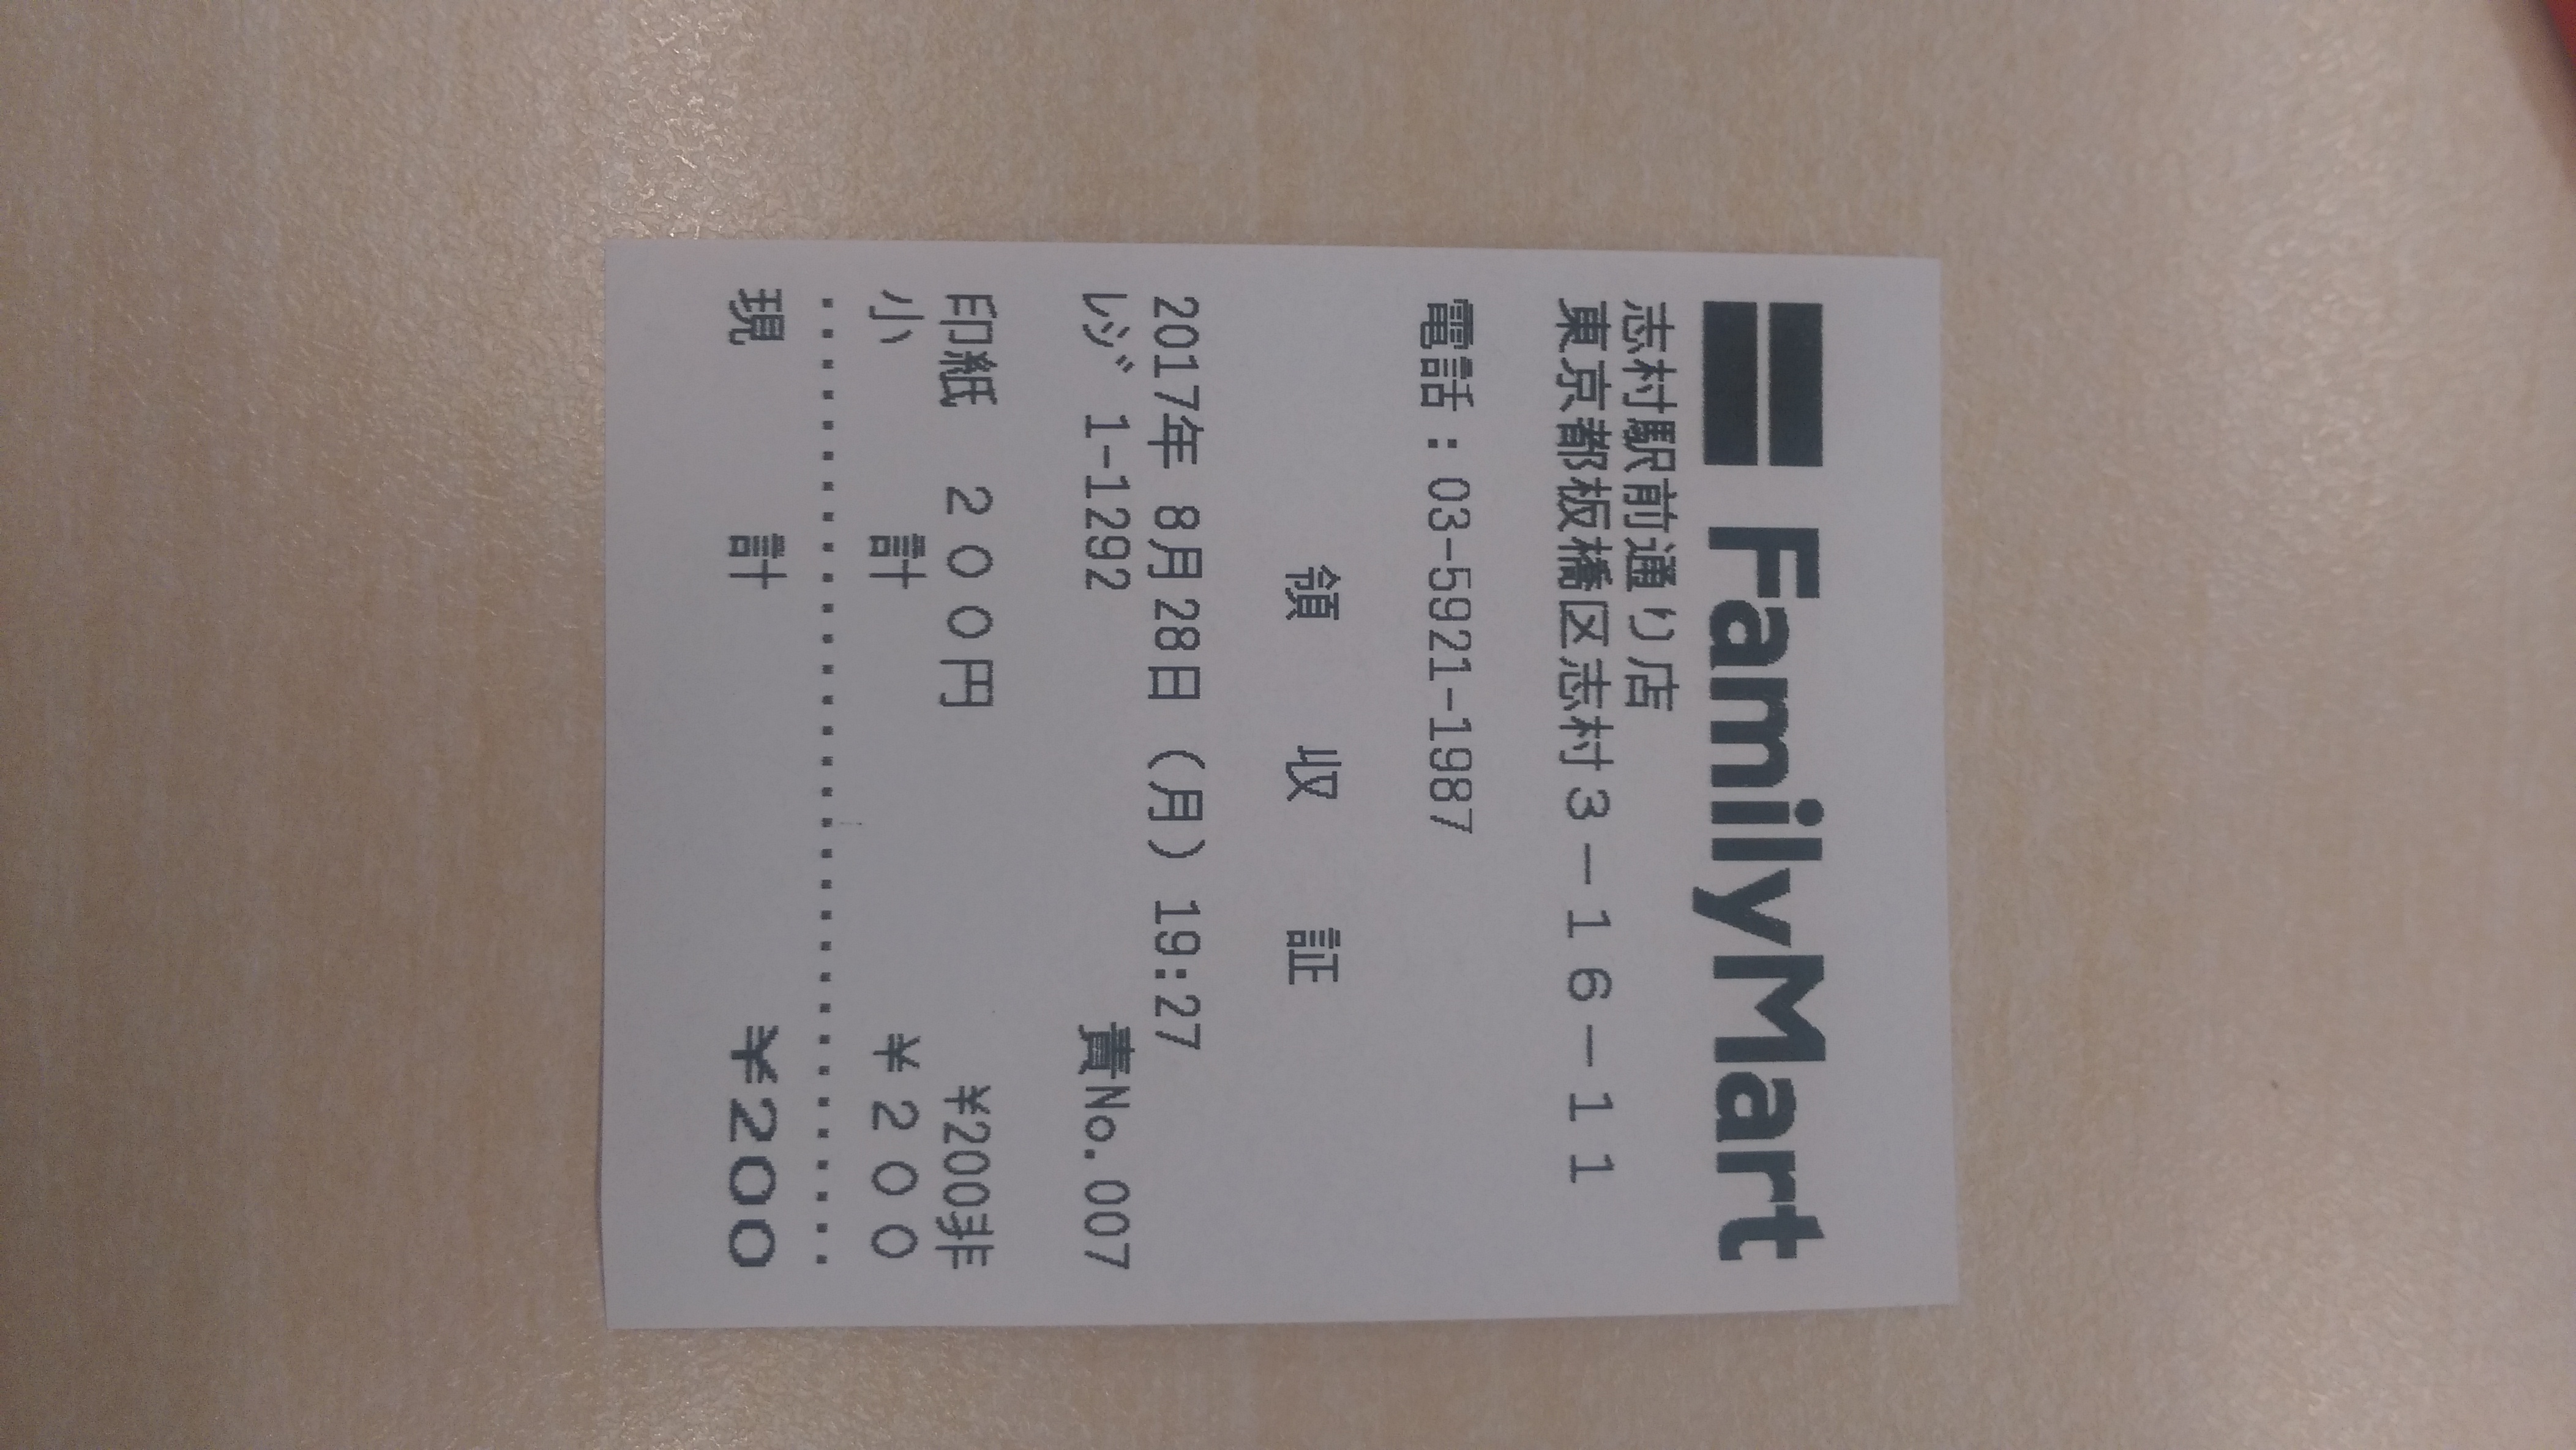 FamilyMart
志村駅前通り店
東京都板橋区志村3-16-11
電話:03-5921-1987
領 収 証
2017年 8月28日(月) 19:27
レジ 1-1292 責No.007
印紙 200円 ¥200非
小 計 ¥200
現 計 ¥200